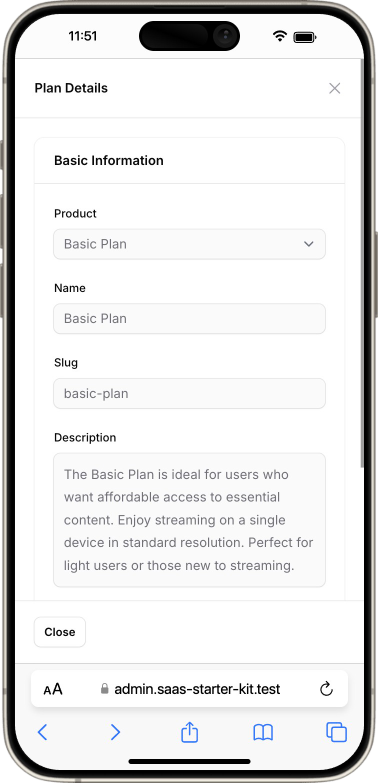 11:51
Plan Details
Basic Information
Product
Basic Plan
Name
Basic Plan
Slug
basic-plan
Description
The Basic Plan is ideal for users who
want affordable access to essential
content. Enjoy streaming on a single
device in standard resolution. Perfect for
light users or those new to streaming.
Close
AA admin.saas-starter-kit.test